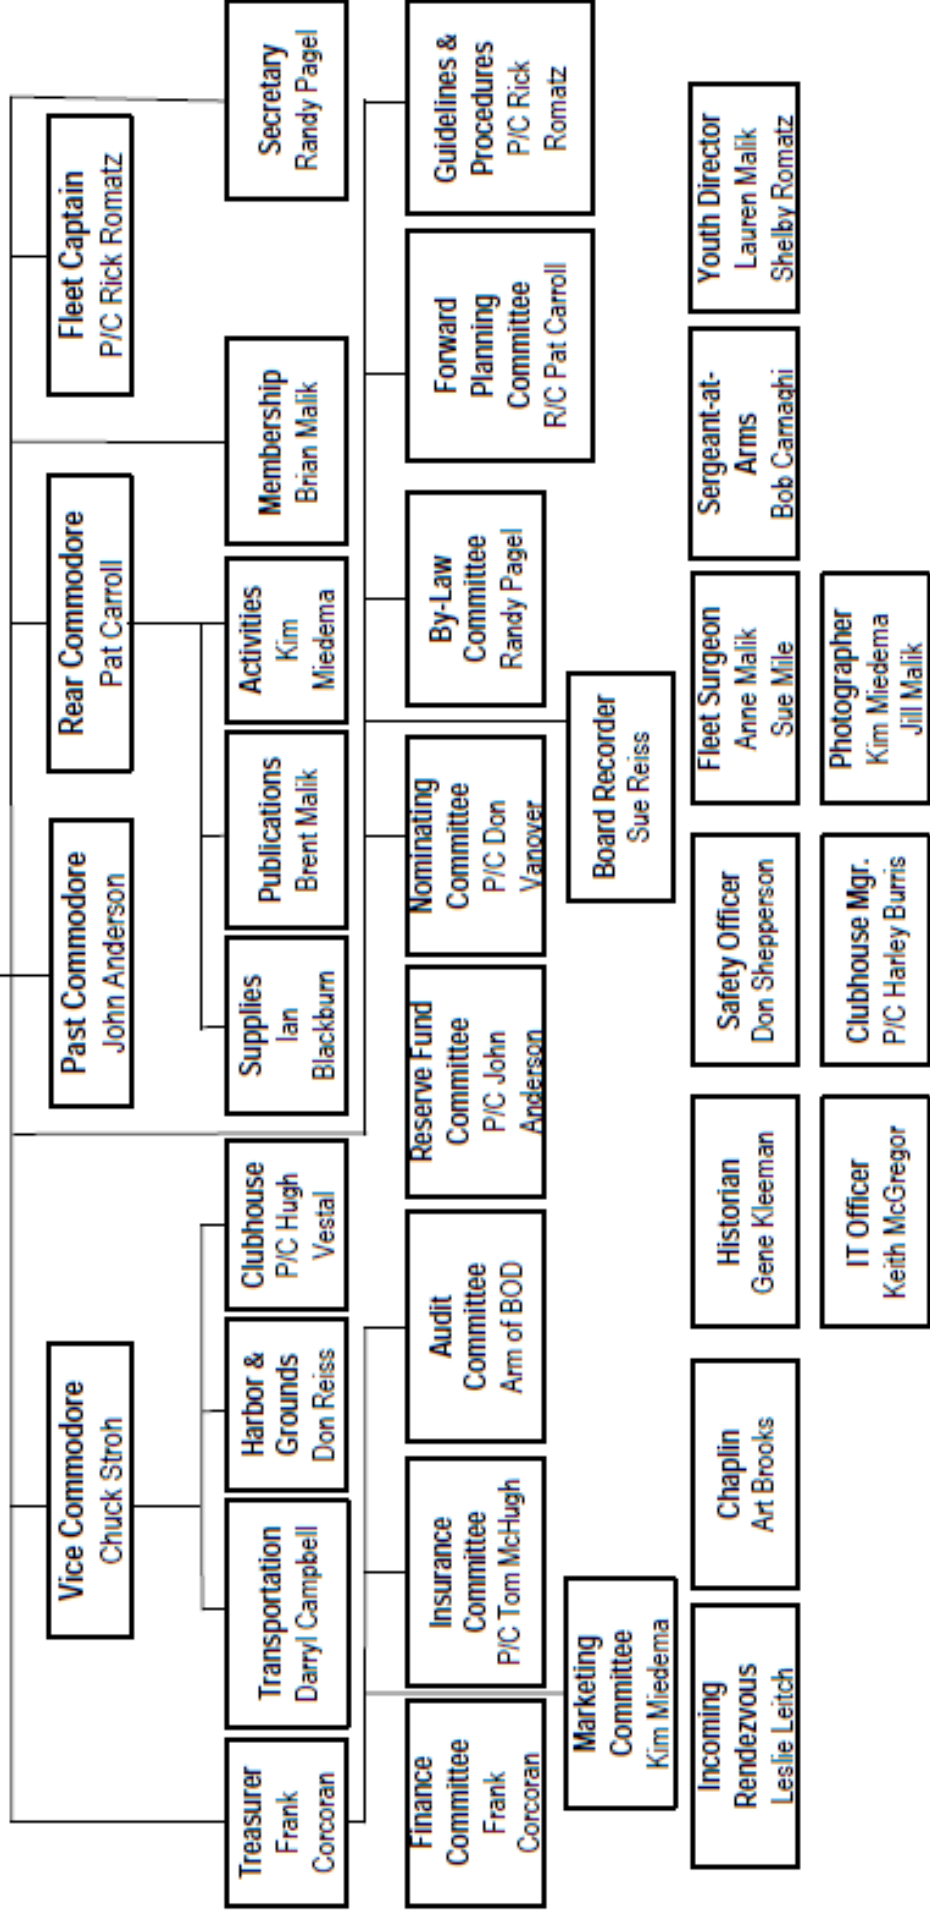 Past Commodore
John Anderson
Vice Commodore
Chuck Stroh
Rear Commodore
Pat Carroll
Fleet Captain
P/C Rick Romatz
Treasurer
Frank
Corcoran
Transportation
Darryl Campbell
Harbor &
Grounds
Don Reiss
Clubhouse
P/C Hugh
Vestal
Supplies
Ian
Blackburn
Publications
Brent Malik
Activities
Kim
Miedema
Membership
Brian Malik
Secretary
Randy Pagel
Finance
Committee
Frank
Corcoran
Insurance
Committee
P/C Tom McHugh
Audit
Committee
Arm of BOD
Reserve Fund
Committee
P/C John
Anderson
Nominating
Committee
P/C Don
Vanover
By-Law
Committee
Randy Pagel
Forward
Planning
Committee
R/C Pat Carroll
Guidelines &
Procedures
P/C Rick
Romatz
Marketing
Committee
Kim Miedema
Board Recorder
Sue Reiss
Incoming
Rendezvous
Leslie Leitch
Chaplin
Art Brooks
Historian
Gene Kleeman
Safety Officer
Don Shepperson
Fleet Surgeon
Anne Malik
Sue Mile
Sergeant-at-
Arms
Bob Carnaghi
Youth Director
Lauren Malik
Shelby Romatz
IT Officer
Keith McGregor
Clubhouse Mgr.
P/C Harley Burris
Photographer
Kim Miedema
Jill Malik